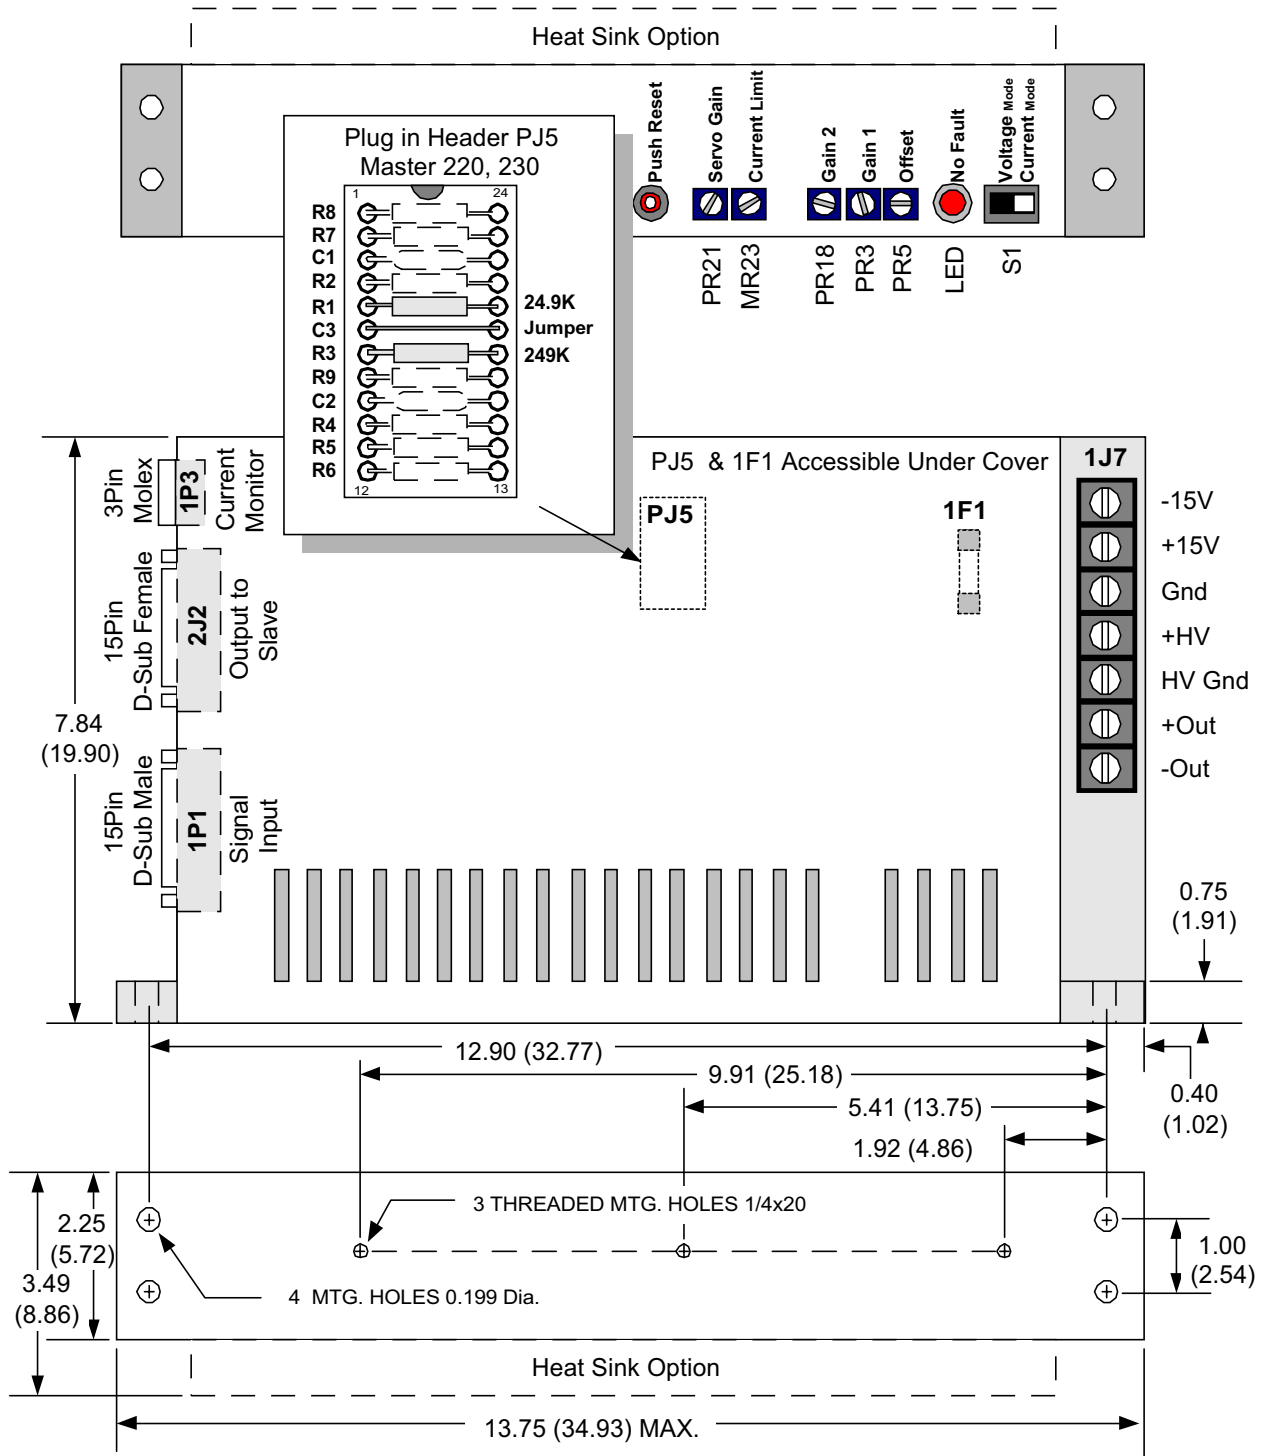 Heat Sink Option
Plug in Header PJ5
Master 220, 230
1
24
R8
R7
C1
R2
R1
24.9K
C3
Jumper
R3
249K
R9
C2
R4
R5
R6
12
13
Push Reset
Servo Gain
Current Limit
Gain 2
Gain 1
Offset
No Fault
Voltage Mode
Current Mode
PR21
MR23
PR18
PR3
PR5
LED
S1
PJ5 & 1F1 Accessible Under Cover
1J7
PJ5
1F1
-15V
+15V
Gnd
+HV
HV Gnd
+Out
-Out
3Pin
Molex
1P3
Current
Monitor
15Pin
D-Sub Female
2J2
Output to
Slave
15Pin
D-Sub Male
1P1
Signal
Input
7.84
(19.90)
0.75
(1.91)
12.90 (32.77)
9.91 (25.18)
5.41 (13.75)
1.92 (4.86)
0.40
(1.02)
3 THREADED MTG. HOLES 1/4x20
2.25
(5.72)
3.49
(8.86)
4 MTG. HOLES 0.199 Dia.
1.00
(2.54)
Heat Sink Option
13.75 (34.93) MAX.